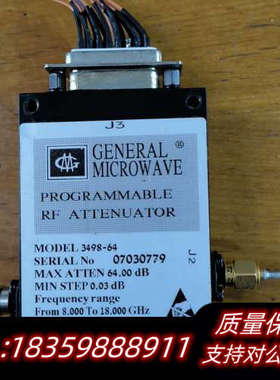 J3
GENERAL ®
MICROWAVE
PROGRAMMABLE
RF ATTENUATOR
MODEL 3498-64
SERIAL No 07030779
MAX ATTEN 64.00 dB
MIN STEP 0.03 dB
Frequency range
From 8.000 To 18.000 GHz
J2
质量保
:18359888911
支持对公